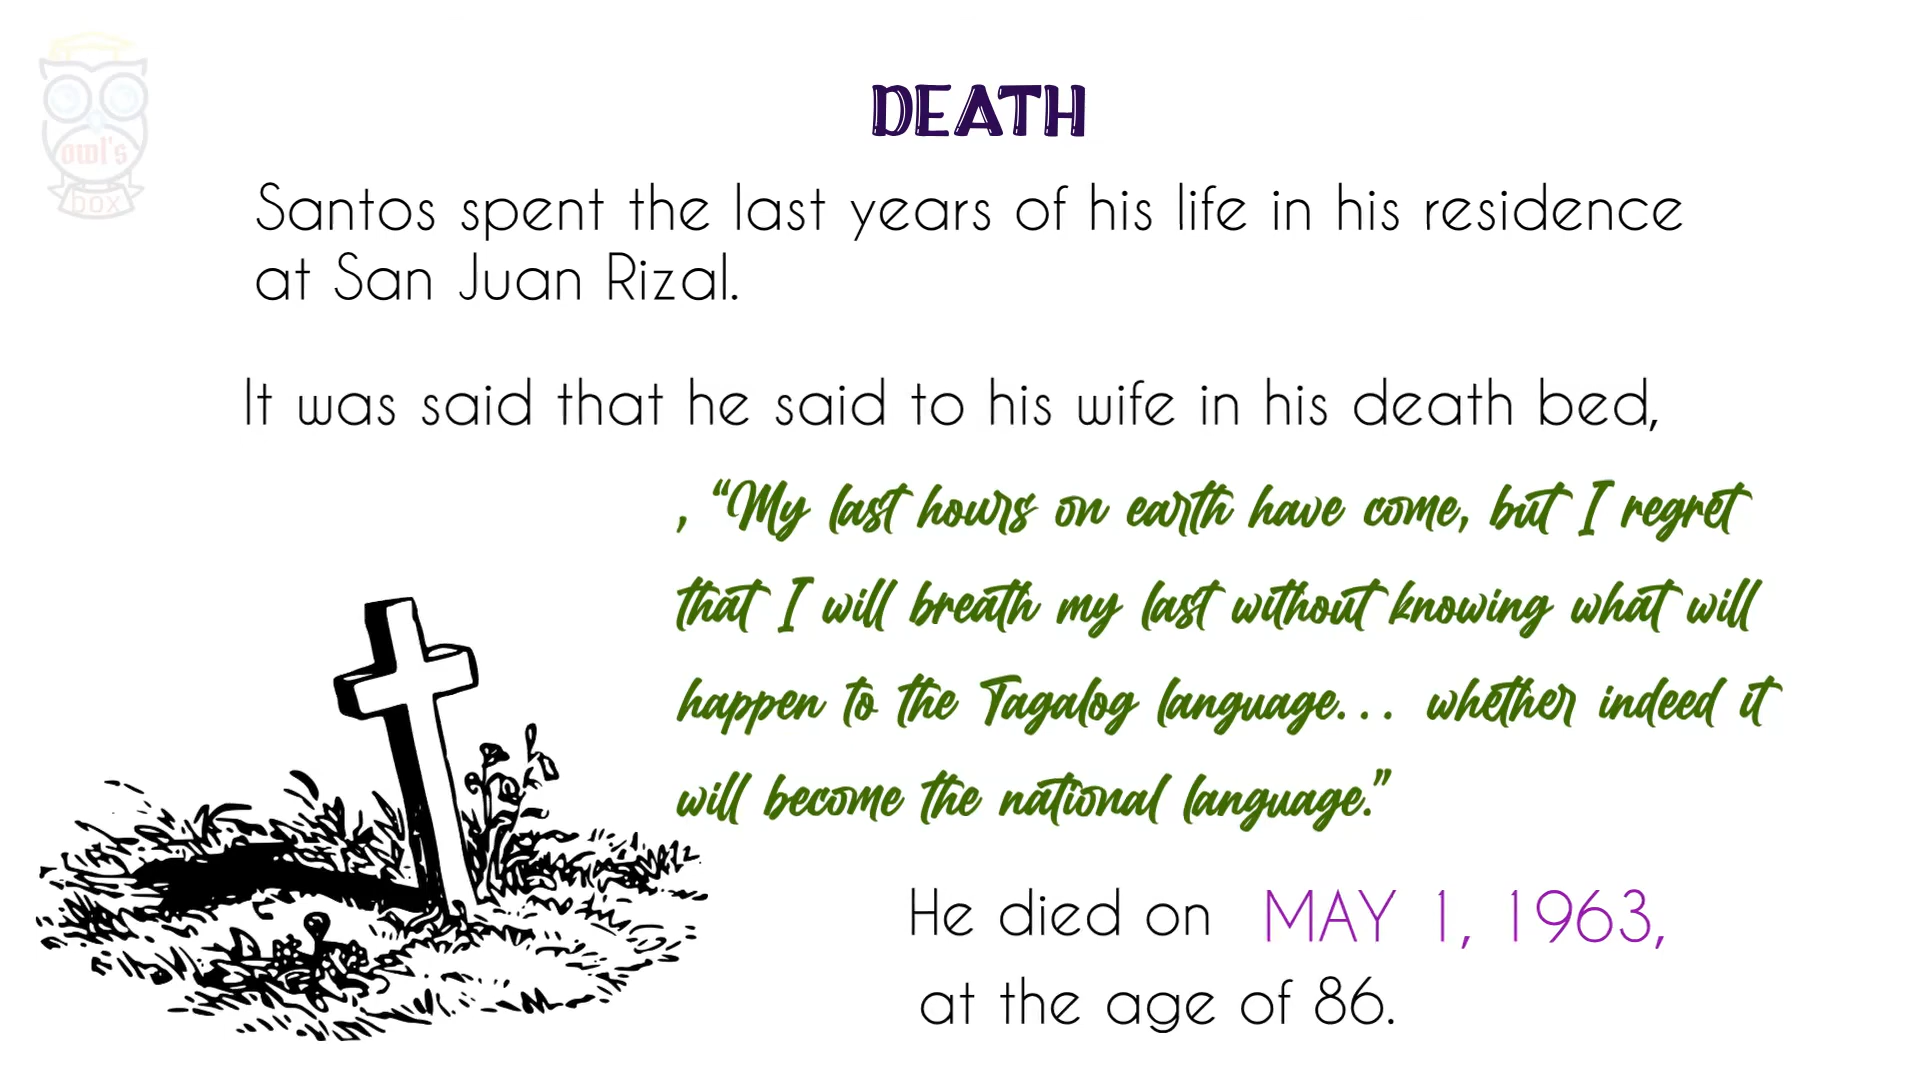 owl's
box
DEATH
Santos spent the last years of his life in his residence
at San Juan Rizal.
It was said that he said to his wife in his death bed,
, “My last hours on earth have come, but I regret
that I will breath my last without knowing what will
happen to the Tagalog language... whether indeed it
will become the national language.”
He died on MAY 1, 1963,
at the age of 86.